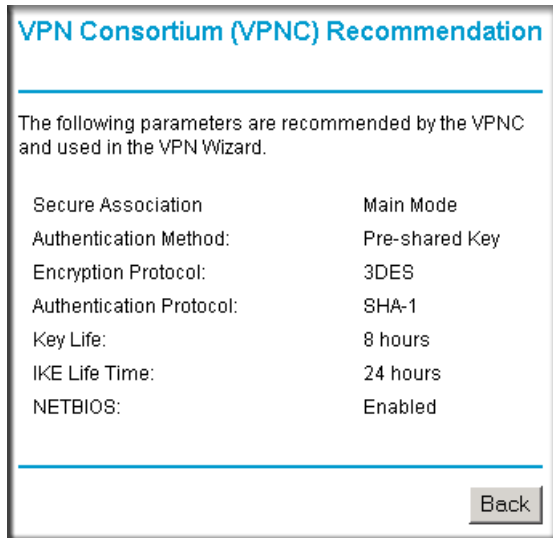 VPN Consortium (VPNC) Recommendation
The following parameters are recommended by the VPNC
and used in the VPN Wizard.
Secure Association Main Mode
Authentication Method: Pre-shared Key
Encryption Protocol: 3DES
Authentication Protocol: SHA-1
Key Life: 8 hours
IKE Life Time: 24 hours
NETBIOS: Enabled
Back